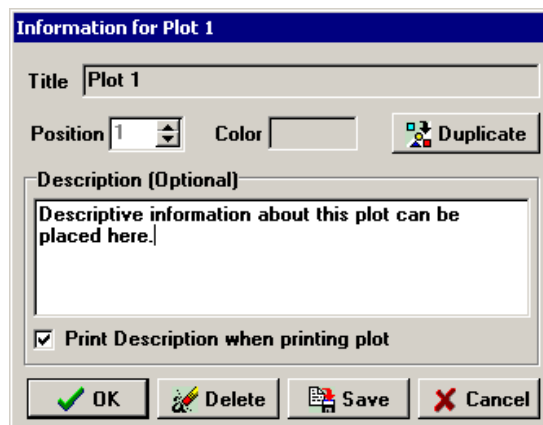 Information for Plot 1
Title Plot 1
Position 1 Color Duplicate
Description (Optional)
Descriptive information about this plot can be
placed here.
Print Description when printing plot
OK Delete Save Cancel